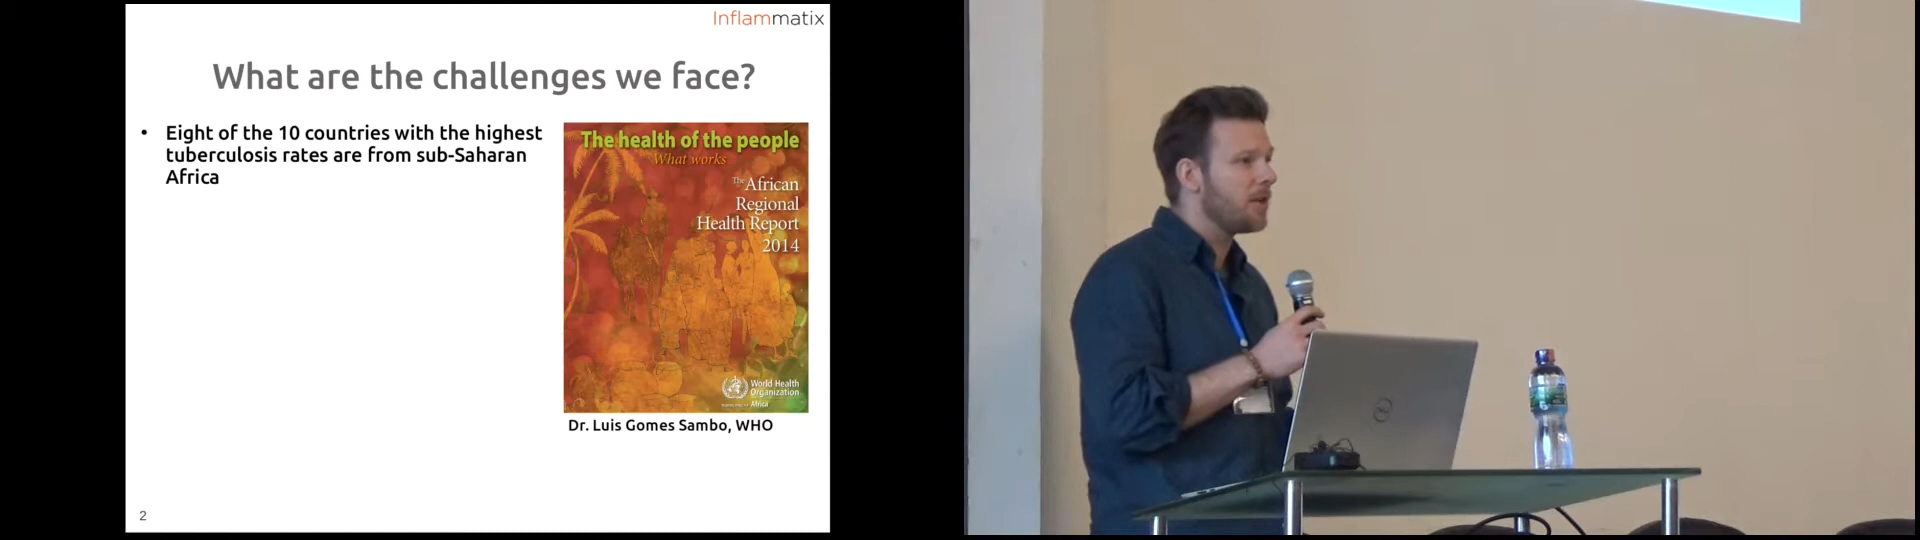 Inflammatix
What are the challenges we face?
• Eight of the 10 countries with the highest
tuberculosis rates are from sub-Saharan
Africa
The health of the people
What works
The African
Regional
Health Report
2014
World Health
Organization
Africa
Dr. Luis Gomes Sambo, WHO
2
DELL